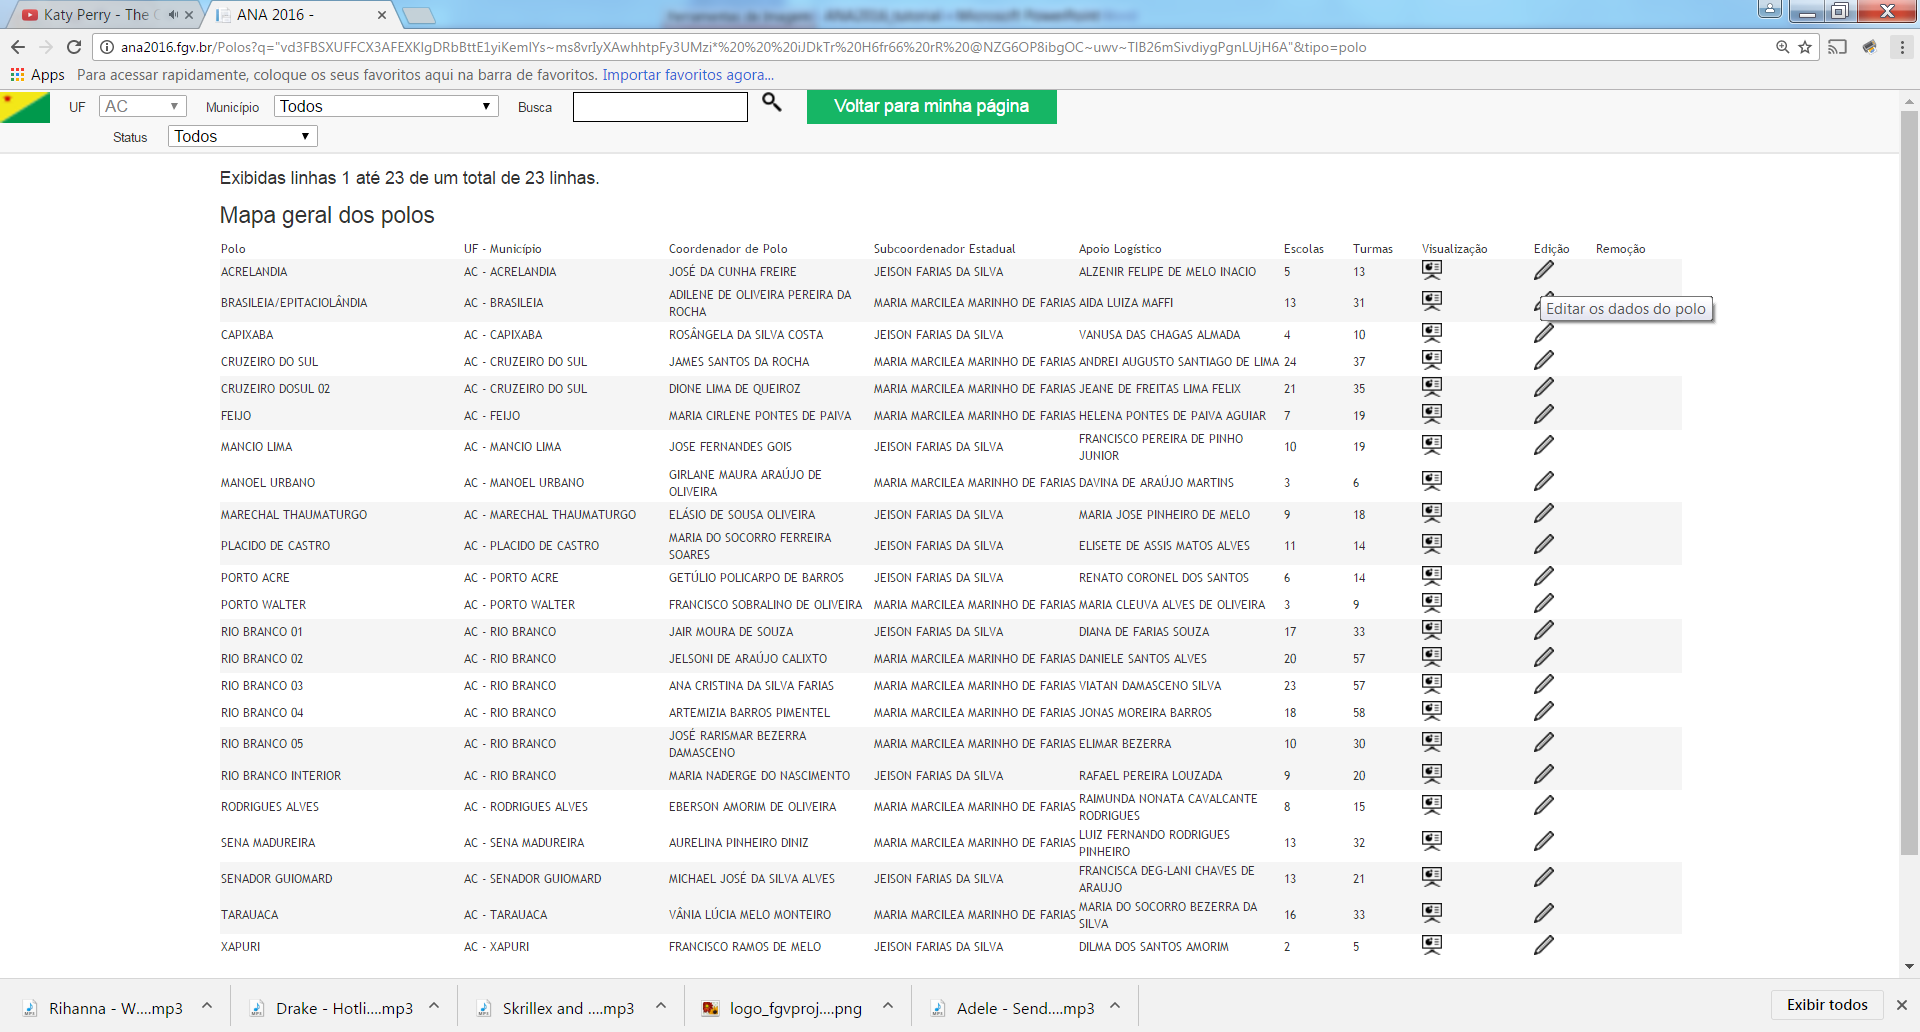 Katy Perry - The
ANA 2016 -
ana2016.fgv.br/Polos?q="vd3FBSXUFFCX3AFEXKlgDRbBttE1yiKemlYs~ms8vrIyXAwhhtpFy3UMzi*%20%20%20iJDkTr%20H6fr66%20rR%20@NZG6OP8ibgOC~uwv~TIB26mSivdiygPgnLUjH6A"&tipo=polo
Apps Para acessar rapidamente, coloque os seus favoritos aqui na barra de favoritos. Importar favoritos agora...
UF AC Município Todos Busca Voltar para minha página
Status Todos
Exibidas linhas 1 até 23 de um total de 23 linhas.
Mapa geral dos polos
Polo UF - Município Coordenador de Polo Subcoordenador Estadual Apoio Logístico Escolas Turmas Visualização Edição Remoção
ACRELANDIA AC - ACRELANDIA JOSÉ DA CUNHA FREIRE JEISON FARIAS DA SILVA ALZENIR FELIPE DE MELO INACIO 5 13
BRASILEIA/EPITACIOLÂNDIA AC - BRASILEIA ADILENE DE OLIVEIRA PEREIRA DA ROCHA MARIA MARCILEA MARINHO DE FARIAS AIDA LUIZA MAFFI 13 31
Editar os dados do polo
CAPIXABA AC - CAPIXABA ROSÂNGELA DA SILVA COSTA JEISON FARIAS DA SILVA VANUSA DAS CHAGAS ALMADA 4 10
CRUZEIRO DO SUL AC - CRUZEIRO DO SUL JAMES SANTOS DA ROCHA MARIA MARCILEA MARINHO DE FARIAS ANDREI AUGUSTO SANTIAGO DE LIMA 24 37
CRUZEIRO DOSUL 02 AC - CRUZEIRO DO SUL DIONE LIMA DE QUEIROZ MARIA MARCILEA MARINHO DE FARIAS JEANE DE FREITAS LIMA FELIX 21 35
FEIJO AC - FEIJO MARIA CIRLENE PONTES DE PAIVA MARIA MARCILEA MARINHO DE FARIAS HELENA PONTES DE PAIVA AGUIAR 7 19
MANCIO LIMA AC - MANCIO LIMA JOSE FERNANDES GOIS JEISON FARIAS DA SILVA FRANCISCO PEREIRA DE PINHO JUNIOR 10 19
MANOEL URBANO AC - MANOEL URBANO GIRLANE MAURA ARAÚJO DE OLIVEIRA MARIA MARCILEA MARINHO DE FARIAS DAVINA DE ARAÚJO MARTINS 3 6
MARECHAL THAUMATURGO AC - MARECHAL THAUMATURGO ELÁSIO DE SOUSA OLIVEIRA JEISON FARIAS DA SILVA MARIA JOSE PINHEIRO DE MELO 9 18
PLACIDO DE CASTRO AC - PLACIDO DE CASTRO MARIA DO SOCORRO FERREIRA SOARES JEISON FARIAS DA SILVA ELISETE DE ASSIS MATOS ALVES 11 14
PORTO ACRE AC - PORTO ACRE GETÚLIO POLICARPO DE BARROS JEISON FARIAS DA SILVA RENATO CORONEL DOS SANTOS 6 14
PORTO WALTER AC - PORTO WALTER FRANCISCO SOBRALINO DE OLIVEIRA MARIA MARCILEA MARINHO DE FARIAS MARIA CLEUVA ALVES DE OLIVEIRA 3 9
RIO BRANCO 01 AC - RIO BRANCO JAIR MOURA DE SOUZA JEISON FARIAS DA SILVA DIANA DE FARIAS SOUZA 17 33
RIO BRANCO 02 AC - RIO BRANCO JELSONI DE ARAÚJO CALIXTO MARIA MARCILEA MARINHO DE FARIAS DANIELE SANTOS ALVES 20 57
RIO BRANCO 03 AC - RIO BRANCO ANA CRISTINA DA SILVA FARIAS MARIA MARCILEA MARINHO DE FARIAS VIATAN DAMASCENO SILVA 23 57
RIO BRANCO 04 AC - RIO BRANCO ARTEMIZIA BARROS PIMENTEL MARIA MARCILEA MARINHO DE FARIAS JONAS MOREIRA BARROS 18 58
RIO BRANCO 05 AC - RIO BRANCO JOSÉ RARISMAR BEZERRA DAMASCENO MARIA MARCILEA MARINHO DE FARIAS ELIMAR BEZERRA 10 30
RIO BRANCO INTERIOR AC - RIO BRANCO MARIA NADERGE DO NASCIMENTO JEISON FARIAS DA SILVA RAFAEL PEREIRA LOUZADA 9 20
RODRIGUES ALVES AC - RODRIGUES ALVES EBERSON AMORIM DE OLIVEIRA MARIA MARCILEA MARINHO DE FARIAS RAIMUNDA NONATA CAVALCANTE RODRIGUES 8 15
SENA MADUREIRA AC - SENA MADUREIRA AURELINA PINHEIRO DINIZ MARIA MARCILEA MARINHO DE FARIAS LUIZ FERNANDO RODRIGUES PINHEIRO 13 32
SENADOR GUIOMARD AC - SENADOR GUIOMARD MICHAEL JOSÉ DA SILVA ALVES JEISON FARIAS DA SILVA FRANCISCA DEG-LANI CHAVES DE ARAUJO 13 21
TARAUACA AC - TARAUACA VÂNIA LÚCIA MELO MONTEIRO MARIA MARCILEA MARINHO DE FARIAS MARIA DO SOCORRO BEZERRA DA SILVA 16 33
XAPURI AC - XAPURI FRANCISCO RAMOS DE MELO JEISON FARIAS DA SILVA DILMA DOS SANTOS AMORIM 2 5
Rihanna - W....mp3 Drake - Hotli....mp3 Skrillex and ....mp3 logo_fgvproj....png Adele - Send....mp3 Exibir todos